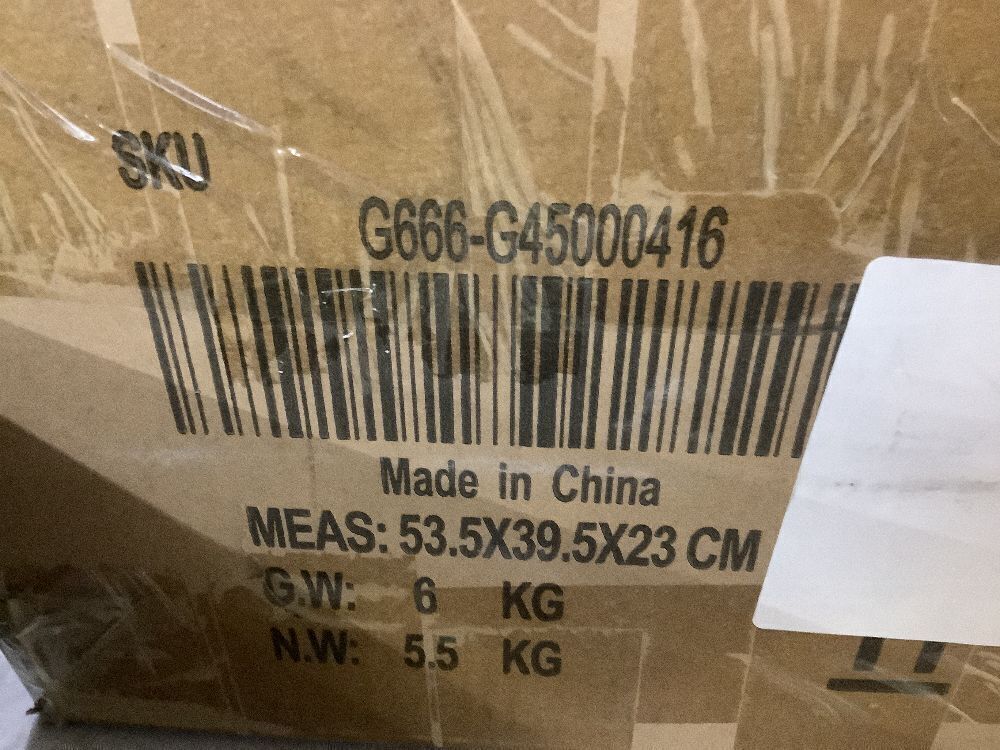 SKU
G666-G45000416
Made in China
MEAS: 53.5X39.5X23 CM
G.W: 6 KG
N.W: 5.5 KG